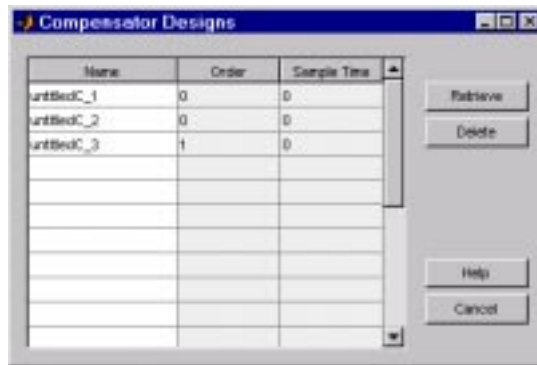 Compensator Designs
Name Order Sample Time
untitledC_1 0 0
untitledC_2 0 0
untitledC_3 1 0
Retrieve
Delete
Help
Cancel